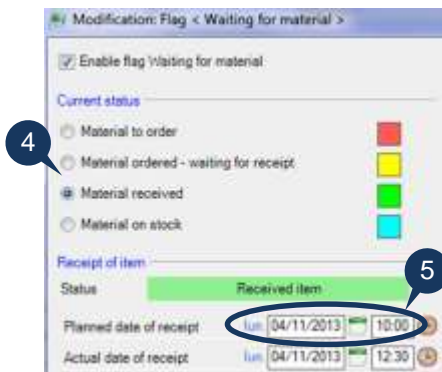 Modification: Flag < Waiting for material >
Enable flag Waiting for material
Current status
Material to order
4
Material ordered - waiting for receipt
Material received
Material on stock
Receipt of item
5
Status Received item
Planned date of receipt lun. 04/11/2013 10:00
Actual date of receipt lun. 04/11/2013 12:30